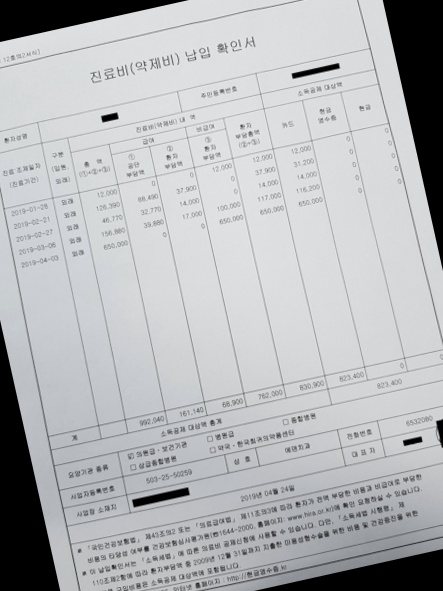 진료비(약제비) 납입 확인서
환자성명 주민등록번호
진료비(약제비) 내 역 소득공제 대상액
진료·조제일자 (진료기간) 구분 (입원, 외래) 총 액 (①+②+③) 급여 ① 공단 부담액 ② 환자 부담액 비급여 ③ 환자 부담액 환자 부담총액 (②+③) 카드 현금 영수증 현금
2019-01-28 외래 12,000 0 0 12,000 12,000 12,000 0 0
2019-02-21 외래 126,390 88,490 37,900 0 37,900 31,200 0 0
2019-02-27 외래 46,770 32,770 14,000 0 14,000 14,000 0 0
2019-03-06 외래 156,880 39,880 17,000 100,000 117,000 116,200 0 0
2019-04-03 외래 650,000 0 0 650,000 650,000 650,000 0 0
계 992,040 161,140 68,900 762,000 830,900 823,400 0 0
소득공제 대상액 총계 823,400
요양기관 종류 ☑ 의원급·보건기관 □ 병원급 □ 종합병원
□ 상급종합병원 □ 약국·한국희귀의약품센터
사업자등록번호 503-25-50259 상 호 애덴치과 전화번호 6532080
사업장 소재지 대 표 자
2019년 04월 24일
※ 「국민건강보험법」 제43조의2 또는 「의료급여법」 제11조의3에 따라 환자가 전액 부담한 비용과 비급여로 부담한
비용의 타당성 여부를 건강보험심사평가원(☎1644-2000, 홈페이지: www.hira.or.kr)에 확인 요청하실 수 있습니다.
※ 이 납입확인서는 「소득세법」에 따른 의료비 공제신청에 사용할 수 있습니다. 다만, 「소득세법 시행령」 제
110조제2항에 따라 환자부담액 중 2009년 12월 31일까지 지출한 미용성형수술을 위한 비용 및 건강증진을 위한
구입비용은 소득공제 대상액에 포함됩니다.
인터넷 홈페이지 : http://현금영수증.kr